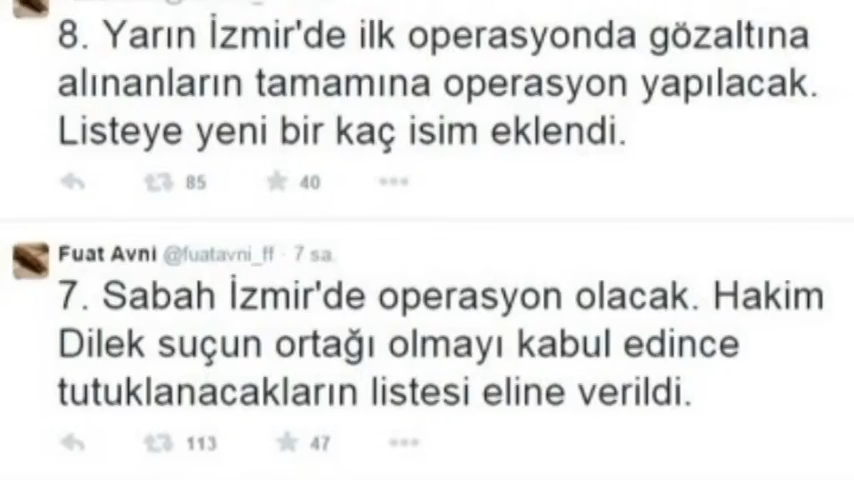 8. Yarın İzmir'de ilk operasyonda gözaltına
alınanların tamamına operasyon yapılacak.
Listeye yeni bir kaç isim eklendi.
85 40
Fuat Avni @fuatavni_ff · 7 sa
7. Sabah İzmir'de operasyon olacak. Hakim
Dilek suçun ortağı olmayı kabul edince
tutuklanacakların listesi eline verildi.
113 47